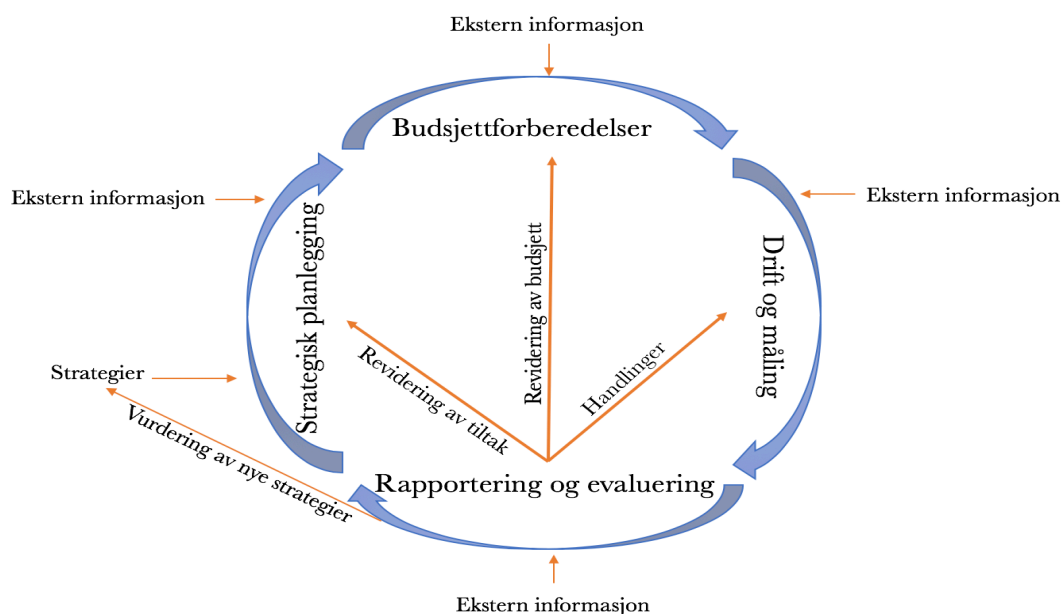 Ekstern informasjon
Budsjettforberedelser
Ekstern informasjon
Ekstern informasjon
Strategisk planlegging
Revidering av budsjett
Drift og måling
Strategier
Revidering av tiltak
Handlinger
Vurdering av nye strategier
Rapportering og evaluering
Ekstern informasjon